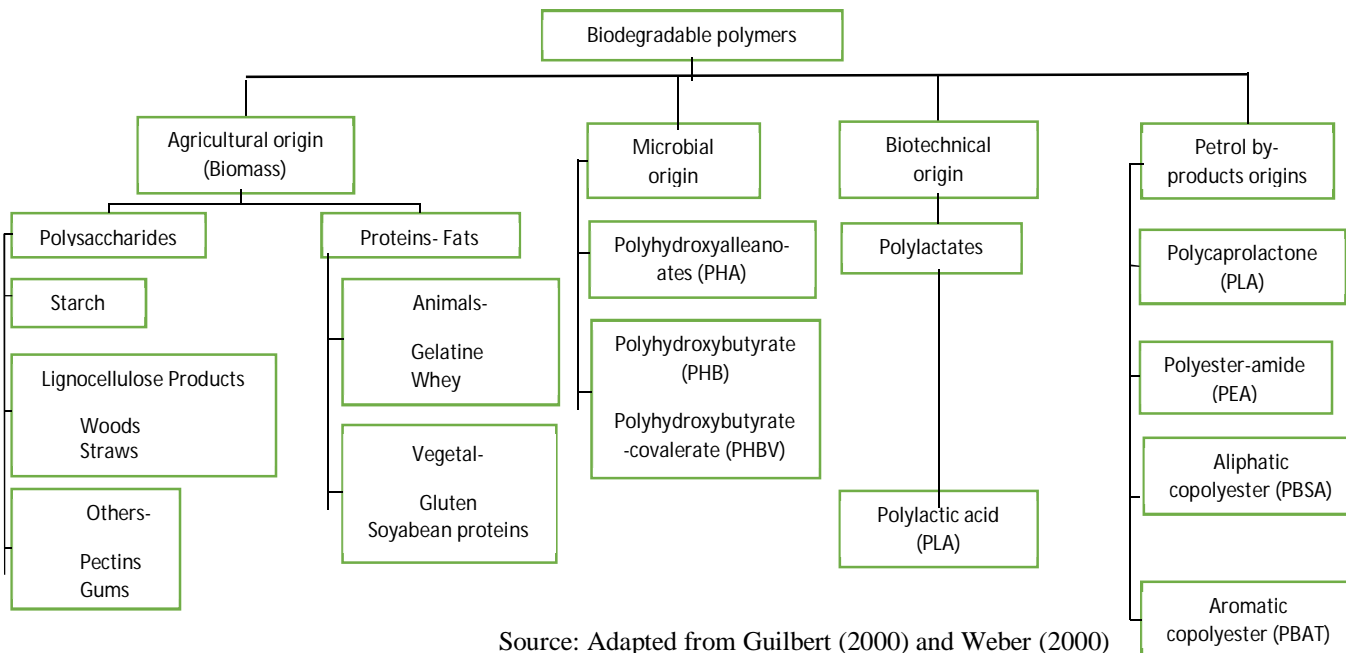 Biodegradable polymers
Agricultural origin
(Biomass)
Microbial
origin
Biotechnical
origin
Petrol by-
products origins
Polysaccharides
Proteins- Fats
Starch
Lignocellulose Products
Woods
Straws
Others-
Pectins
Gums
Animals-
Gelatine
Whey
Vegetal-
Gluten
Soyabean proteins
Polyhydroxyalleano-
ates (PHA)
Polyhydroxybutyrate
(PHB)
Polyhydroxybutyrate
-covalerate (PHBV)
Polylactates
Polylactic acid
(PLA)
Polycaprolactone
(PLA)
Polyester-amide
(PEA)
Aliphatic
copolyester (PBSA)
Aromatic
copolyester (PBAT)
Source: Adapted from Guilbert (2000) and Weber (2000)